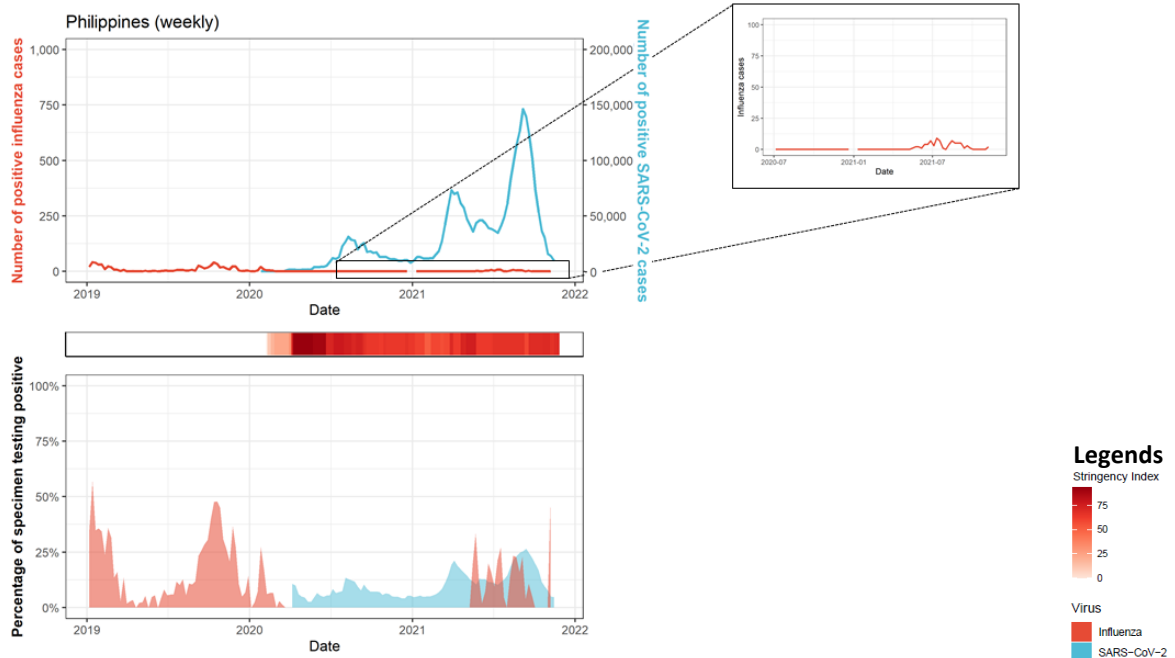 Philippines (weekly)
Number of positive influenza cases
1,000
750
500
250
0
200,000
150,000
100,000
50,000
0
Number of positive SARS-CoV-2 cases
2019
2020
2021
2022
Date
Influenza cases
100
75
50
25
0
2020-07
2021-01
2021-07
Date
Percentage of specimen testing positive
100%
75%
50%
25%
0%
2019
2020
2021
2022
Date
Legends
Stringency Index
75
50
25
0
Virus
Influenza
SARS-CoV-2